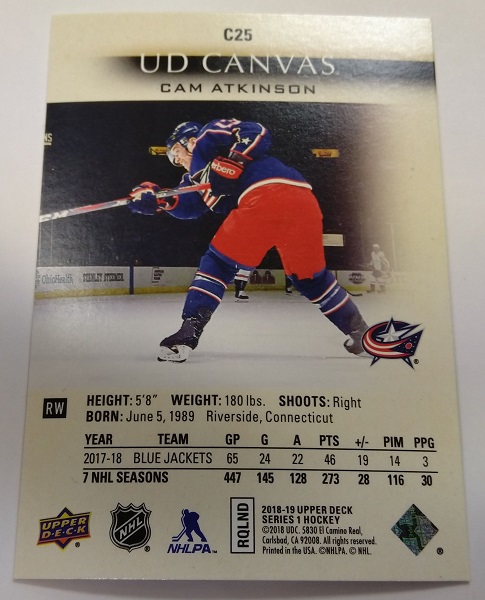 C25
UD CANVAS
CAM ATKINSON
OhioHealth
RW
HEIGHT: 5'8" WEIGHT: 180 lbs. SHOOTS: Right
BORN: June 5, 1989 Riverside, Connecticut
YEAR TEAM GP G A PTS +/- PIM PPG
2017-18 BLUE JACKETS 65 24 22 46 19 14 3
7 NHL SEASONS 447 145 128 273 28 116 30
UPPER
D·E·C·K
NHL
NHLPA
RQLND
2018-19 UPPER DECK
SERIES 1 HOCKEY
©2018 UDC. 5830 El Camino Real,
Carlsbad, CA 92008. All rights reserved.
Printed in the USA. ©NHLPA. © NHL.